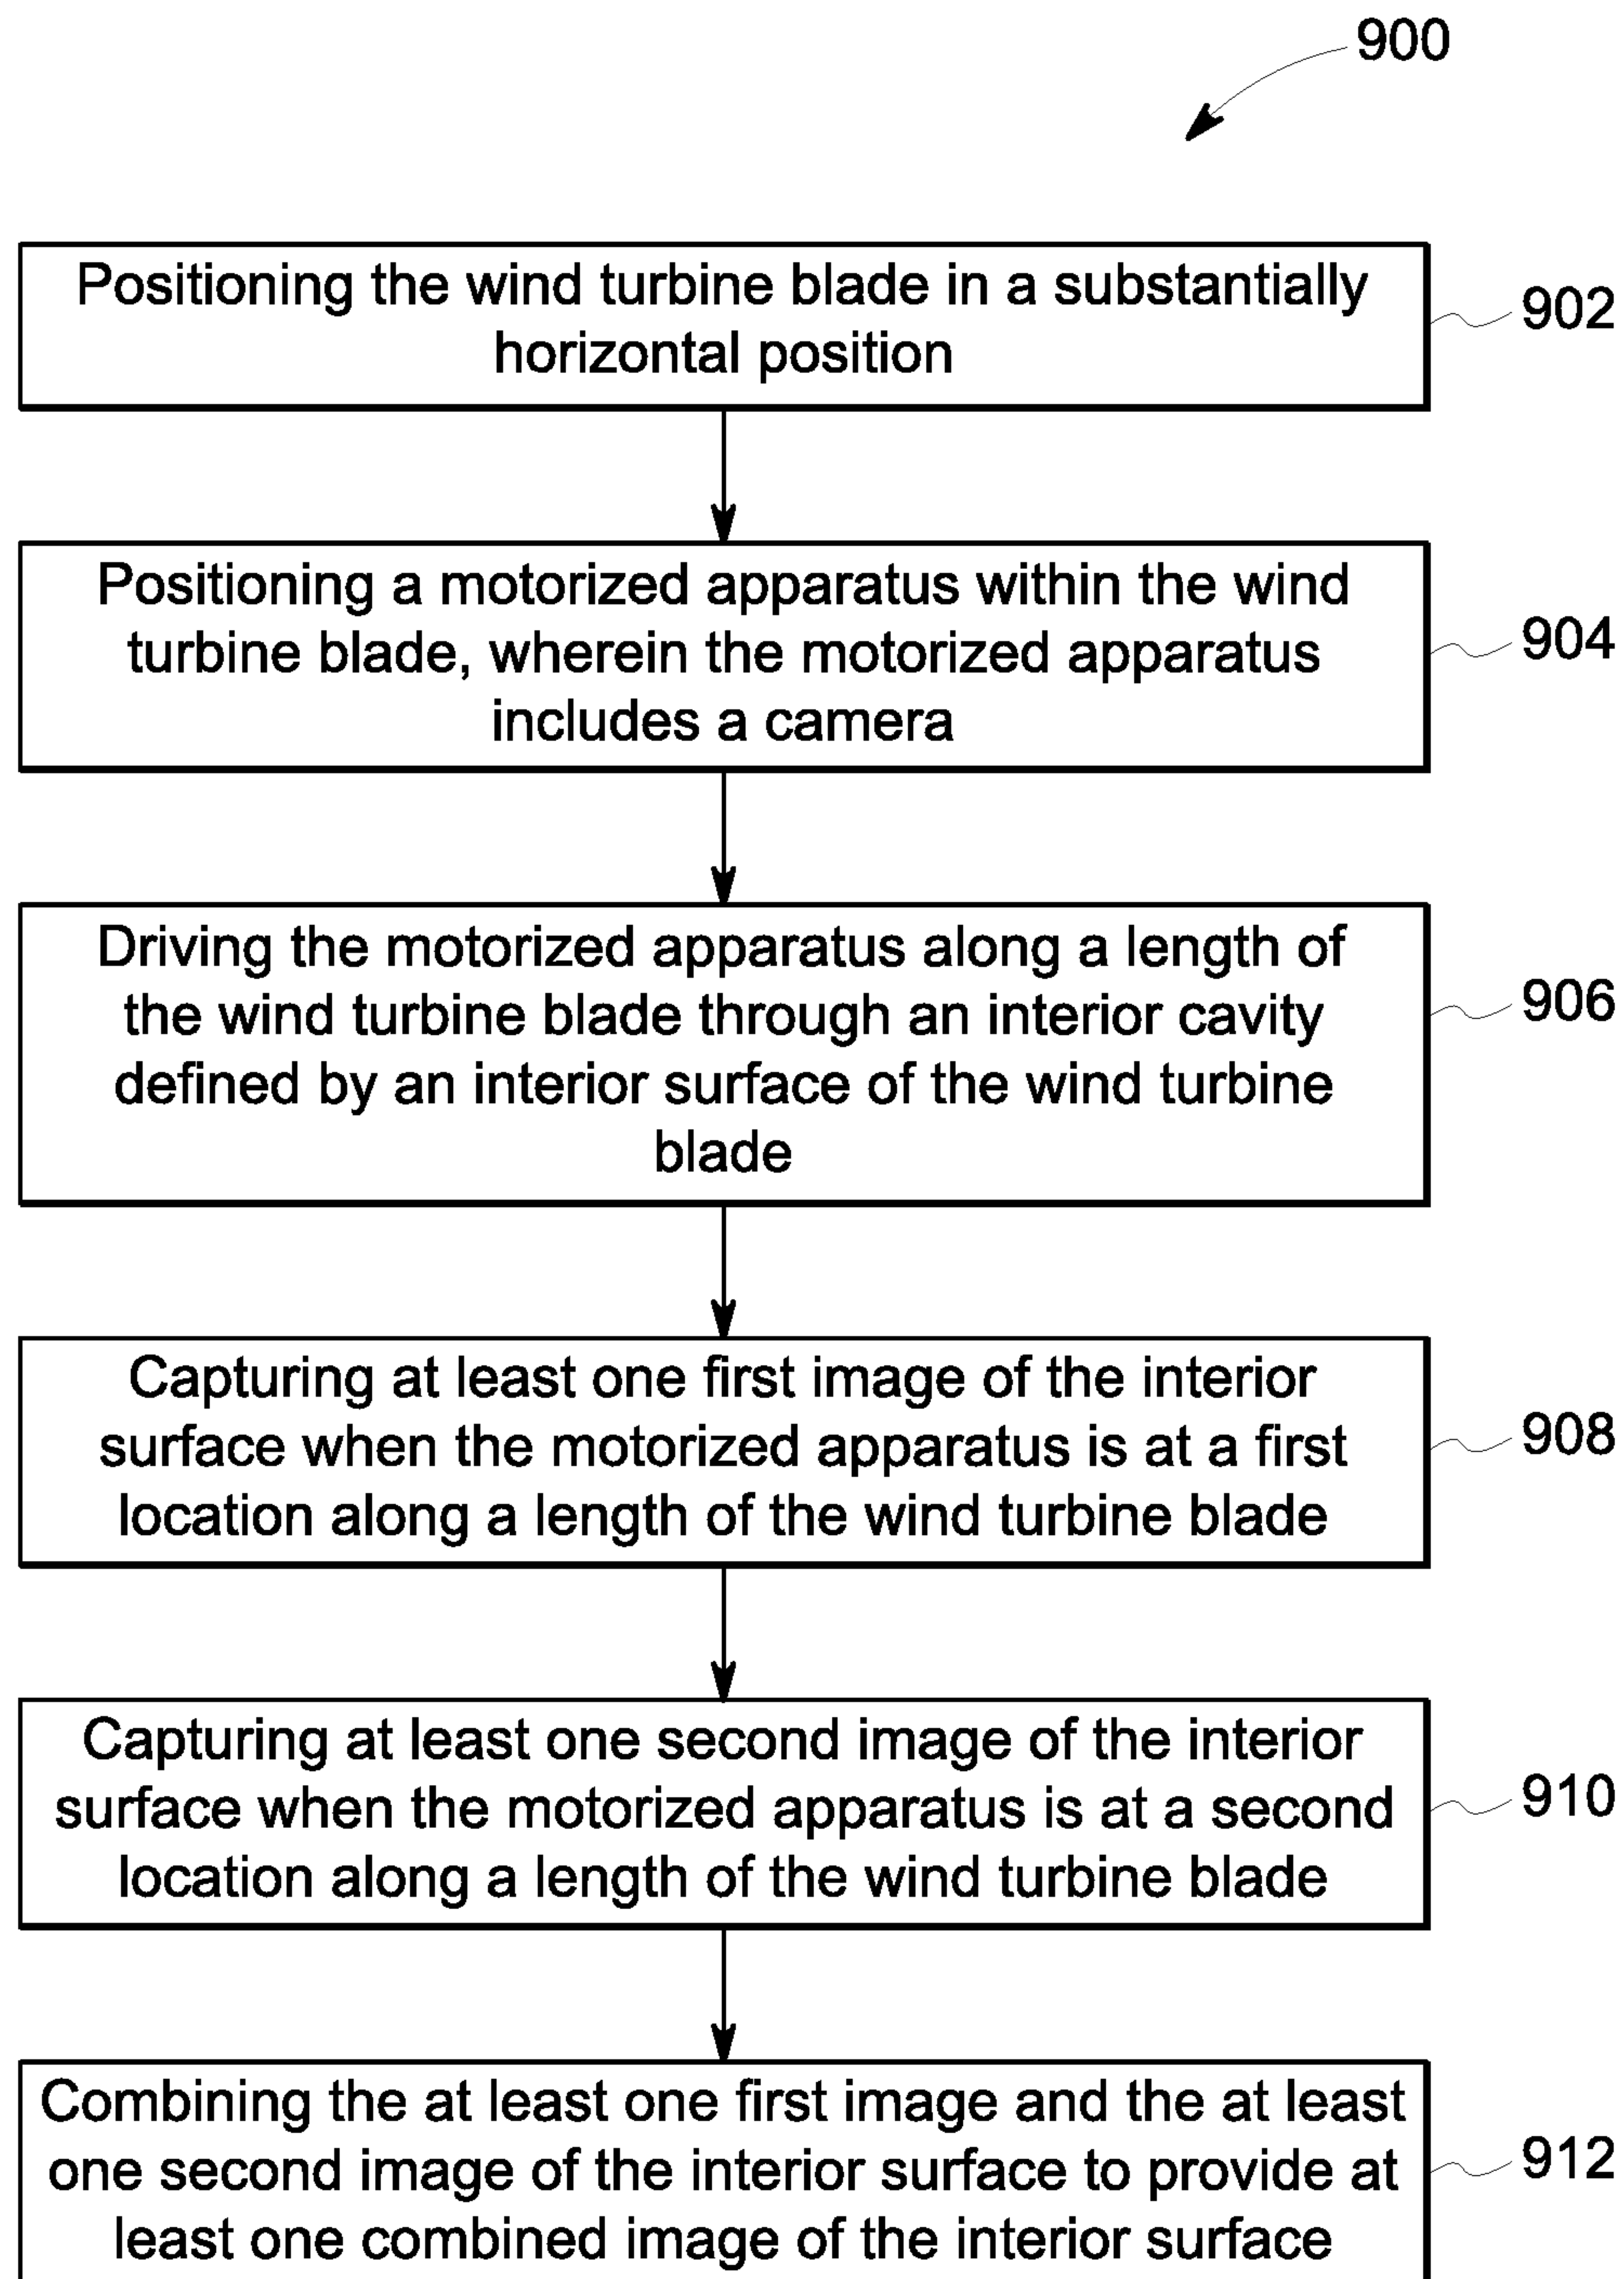 900
Positioning the wind turbine blade in a substantially
horizontal position
902
Positioning a motorized apparatus within the wind
turbine blade, wherein the motorized apparatus
includes a camera
904
Driving the motorized apparatus along a length of
the wind turbine blade through an interior cavity
defined by an interior surface of the wind turbine
blade
906
Capturing at least one first image of the interior
surface when the motorized apparatus is at a first
location along a length of the wind turbine blade
908
Capturing at least one second image of the interior
surface when the motorized apparatus is at a second
location along a length of the wind turbine blade
910
Combining the at least one first image and the at least
one second image of the interior surface to provide at
least one combined image of the interior surface
912